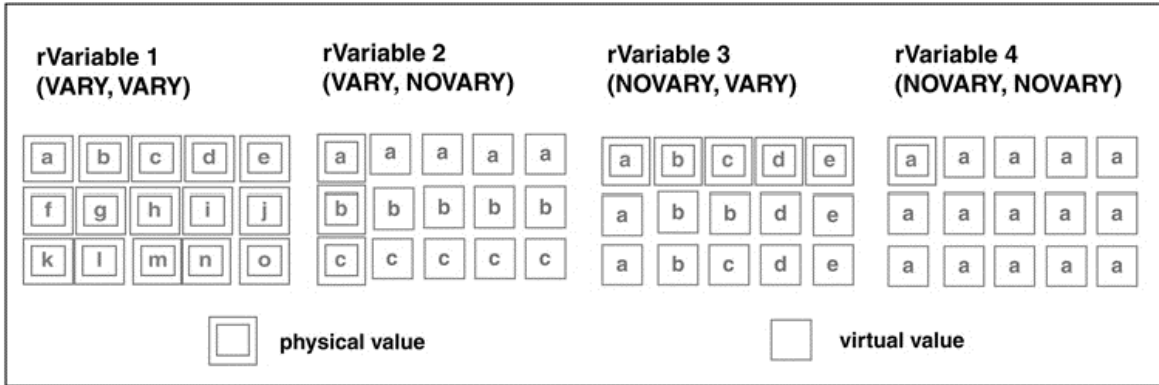 rVariable 1
(VARY, VARY)
rVariable 2
(VARY, NOVARY)
rVariable 3
(NOVARY, VARY)
rVariable 4
(NOVARY, NOVARY)
a b c d e
f g h i j
k l m n o
a a a a a
b b b b b
c c c c c
a b c d e
a b b d e
a b c d e
a a a a a
a a a a a
a a a a a
physical value
virtual value